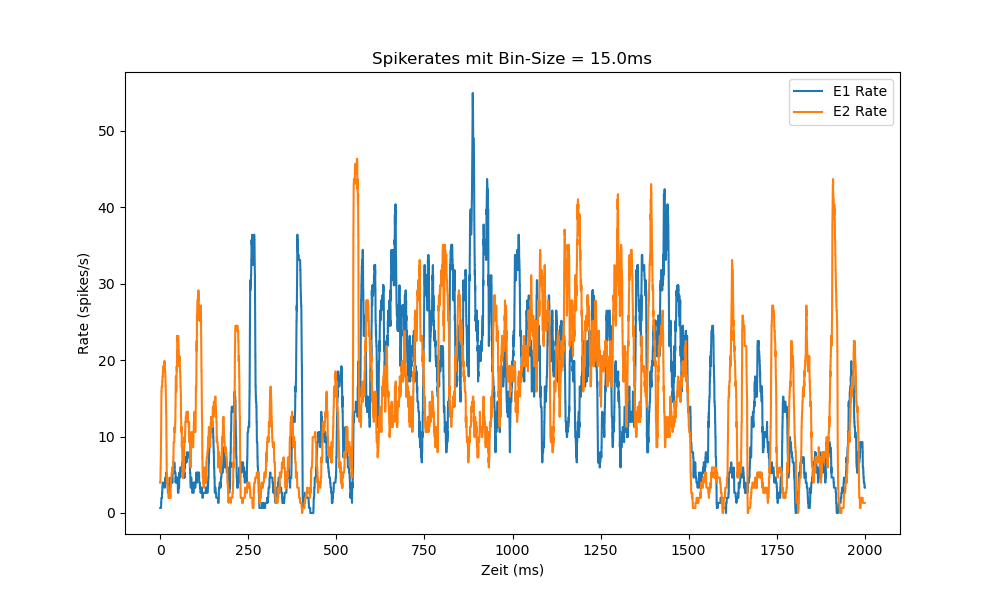 Spikerates mit Bin-Size = 15.0ms
E1 Rate
E2 Rate
50
40
30
20
10
0
Rate (spikes/s)
0 250 500 750 1000 1250 1500 1750 2000
Zeit (ms)